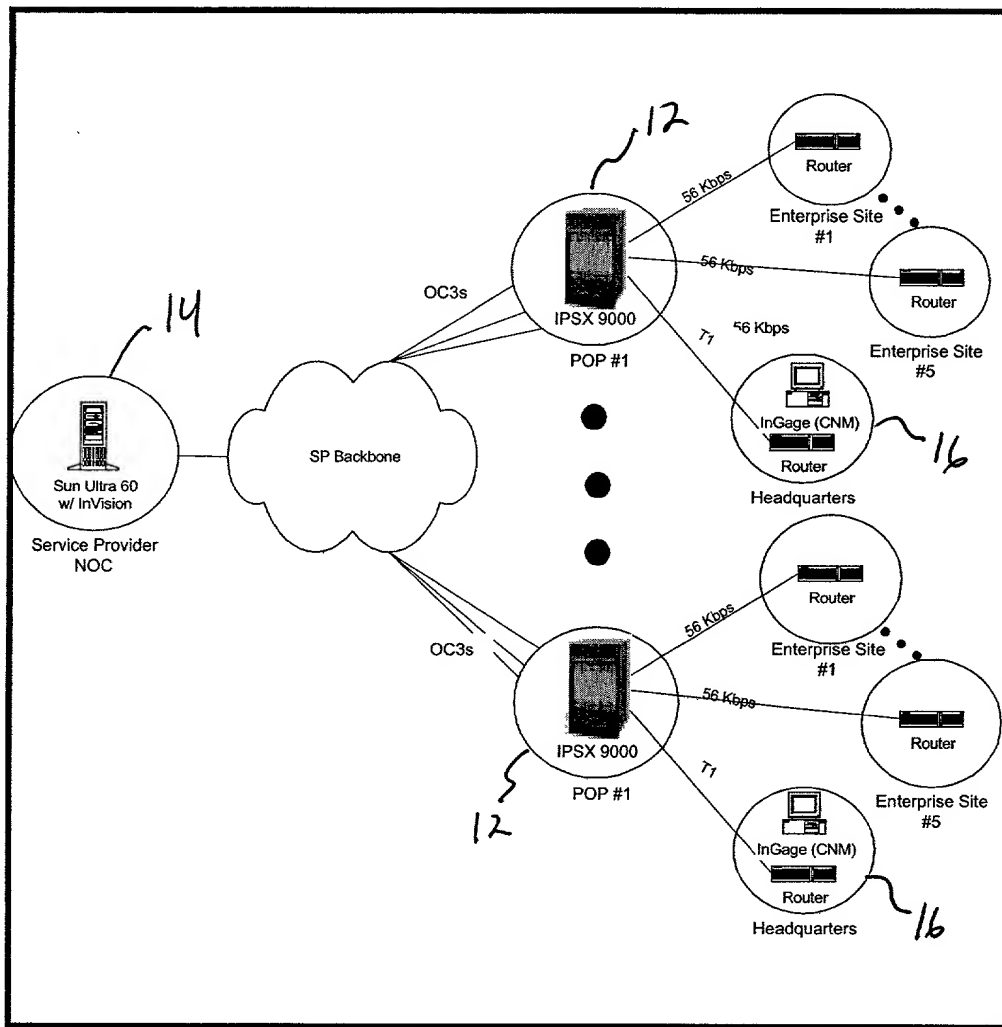 12
56 Kbps
Router
Enterprise Site
#1
OC3s
56 Kbps
IPSX 9000
POP #1
Router
Enterprise Site
#5
14
T1
56 Kbps
InGage (CNM)
Router
Headquarters
16
Sun Ultra 60
w/ InVision
Service Provider
NOC
SP Backbone
56 Kbps
Router
Enterprise Site
#1
OC3s
56 Kbps
IPSX 9000
POP #1
Router
Enterprise Site
#5
12
T1
InGage (CNM)
Router
Headquarters
16